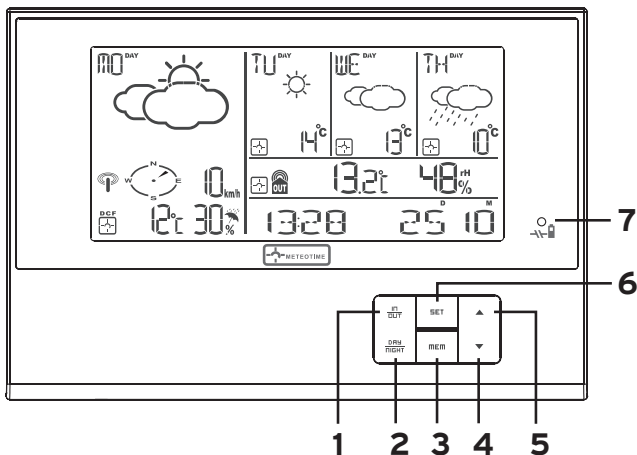 MO DAY TU DAY WE DAY TH DAY
14°C 13°C 10°C
N
W E
S
10 km/h
OUT 13.2°C 48 rH %
DCF 12°C 30 %
D M
13:28 25 10
METEOTIME
7
6
IN OUT SET ▲
DAY NIGHT MEM ▼
1 2 3 4 5